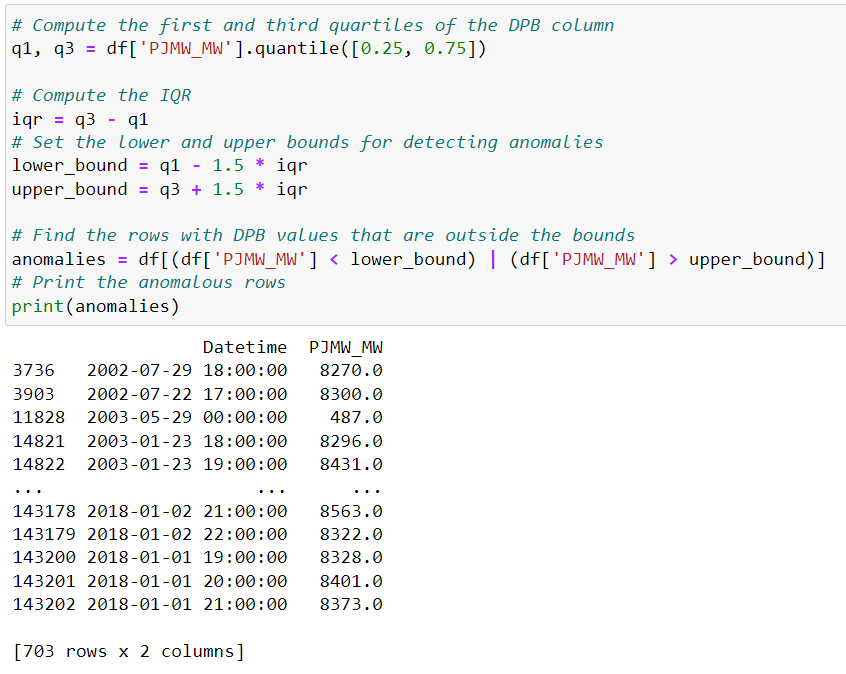 # Compute the first and third quartiles of the DPB column
q1, q3 = df['PJMW_MW'].quantile([0.25, 0.75])
# Compute the IQR
iqr = q3 - q1
# Set the lower and upper bounds for detecting anomalies
lower_bound = q1 - 1.5 * iqr
upper_bound = q3 + 1.5 * iqr
# Find the rows with DPB values that are outside the bounds
anomalies = df[(df['PJMW_MW'] < lower_bound) | (df['PJMW_MW'] > upper_bound)]
# Print the anomalous rows
print(anomalies)
Datetime PJMW_MW
3736 2002-07-29 18:00:00 8270.0
3903 2002-07-22 17:00:00 8300.0
11828 2003-05-29 00:00:00 487.0
14821 2003-01-23 18:00:00 8296.0
14822 2003-01-23 19:00:00 8431.0
... ... ...
143178 2018-01-02 21:00:00 8563.0
143179 2018-01-02 22:00:00 8322.0
143200 2018-01-01 19:00:00 8328.0
143201 2018-01-01 20:00:00 8401.0
143202 2018-01-01 21:00:00 8373.0
[703 rows x 2 columns]